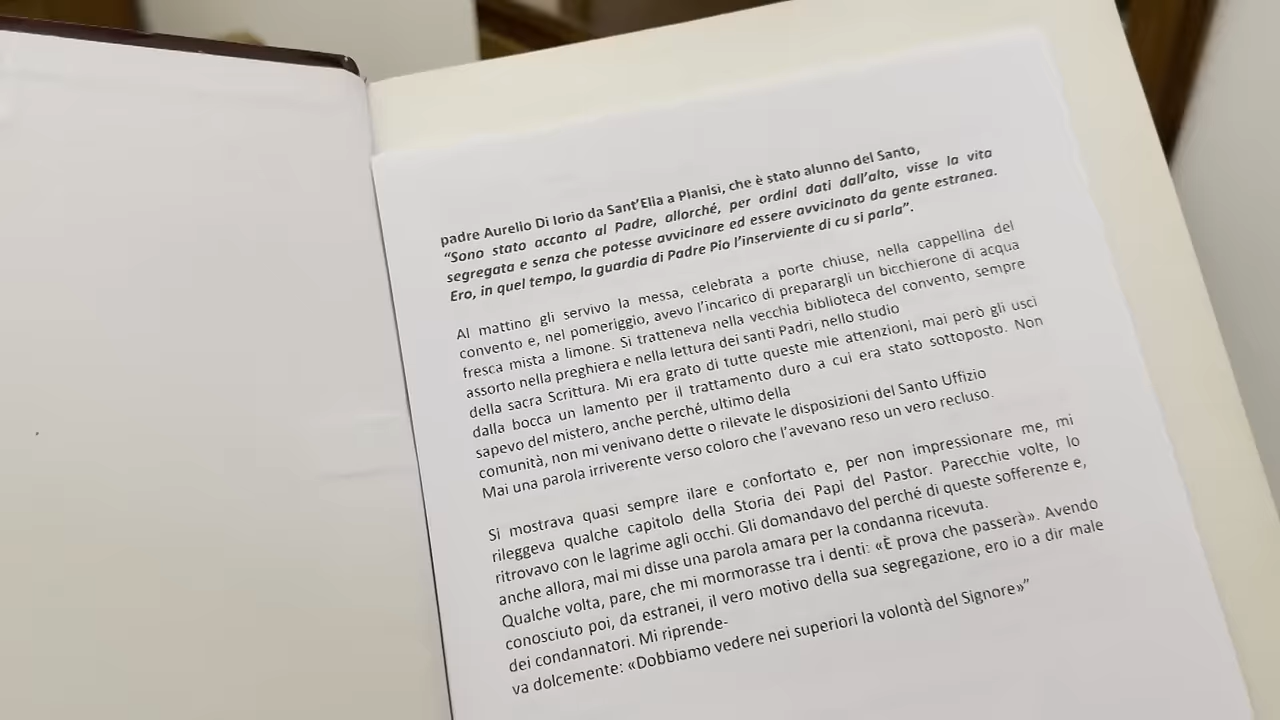 padre Aurelio Di Iorio da Sant'Elia a Pianisi, che è stato alunno del Santo,
“Sono stato accanto al Padre, allorché, per ordini dati dall'alto, visse la vita
segregata e senza che potesse avvicinare ed essere avvicinato da gente estranea.
Ero, in quel tempo, la guardia di Padre Pio l'inserviente di cu si parla”.
Al mattino gli servivo la messa, celebrata a porte chiuse, nella cappellina del
convento e, nel pomeriggio, avevo l'incarico di preparargli un bicchierone di acqua
fresca mista a limone. Si tratteneva nella vecchia biblioteca del convento, sempre
assorto nella preghiera e nella lettura dei santi Padri, nello studio
della sacra Scrittura. Mi era grato di tutte queste mie attenzioni, mai però gli uscì
dalla bocca un lamento per il trattamento duro a cui era stato sottoposto. Non
sapevo del mistero, anche perché, ultimo della
comunità, non mi venivano dette o rilevate le disposizioni del Santo Uffizio
Mai una parola irriverente verso coloro che l'avevano reso un vero recluso.
Si mostrava quasi sempre ilare e confortato e, per non impressionare me, mi
rileggeva qualche capitolo della Storia dei Papi del Pastor. Parecchie volte, lo
ritrovavo con le lagrime agli occhi. Gli domandavo del perché di queste sofferenze e,
anche allora, mai mi disse una parola amara per la condanna ricevuta.
Qualche volta, pare, che mi mormorasse tra i denti: «È prova che passerà». Avendo
conosciuto poi, da estranei, il vero motivo della sua segregazione, ero io a dir male
dei condannatori. Mi riprende-
va dolcemente: «Dobbiamo vedere nei superiori la volontà del Signore»”